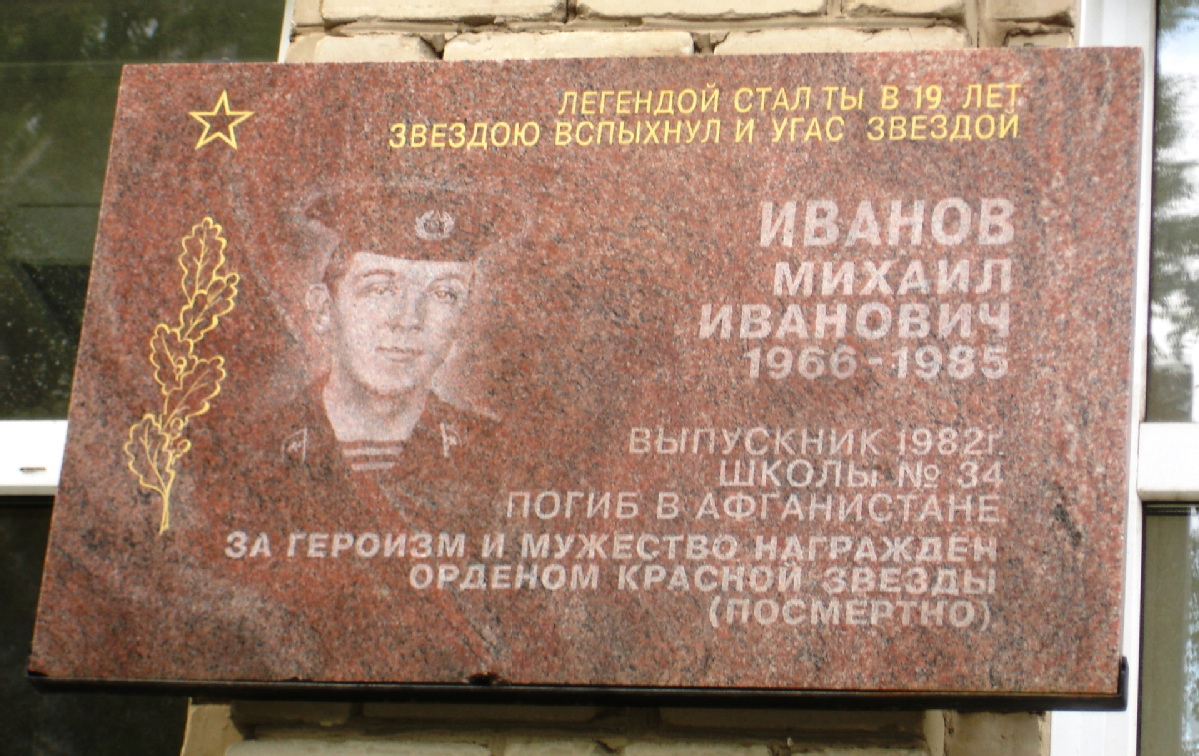 ЛЕГЕНДОЙ СТАЛ ТЫ В 19 ЛЕТ
ЗВЕЗДОЮ ВСПЫХНУЛ И УГАС ЗВЕЗДОЙ
ИВАНОВ
МИХАИЛ
ИВАНОВИЧ
1966-1985
ВЫПУСКНИК 1982г.
ШКОЛЫ № 34
ПОГИБ В АФГАНИСТАНЕ
ЗА ГЕРОИЗМ И МУЖЕСТВО НАГРАЖДЕН
ОРДЕНОМ КРАСНОЙ ЗВЕЗДЫ
(ПОСМЕРТНО)